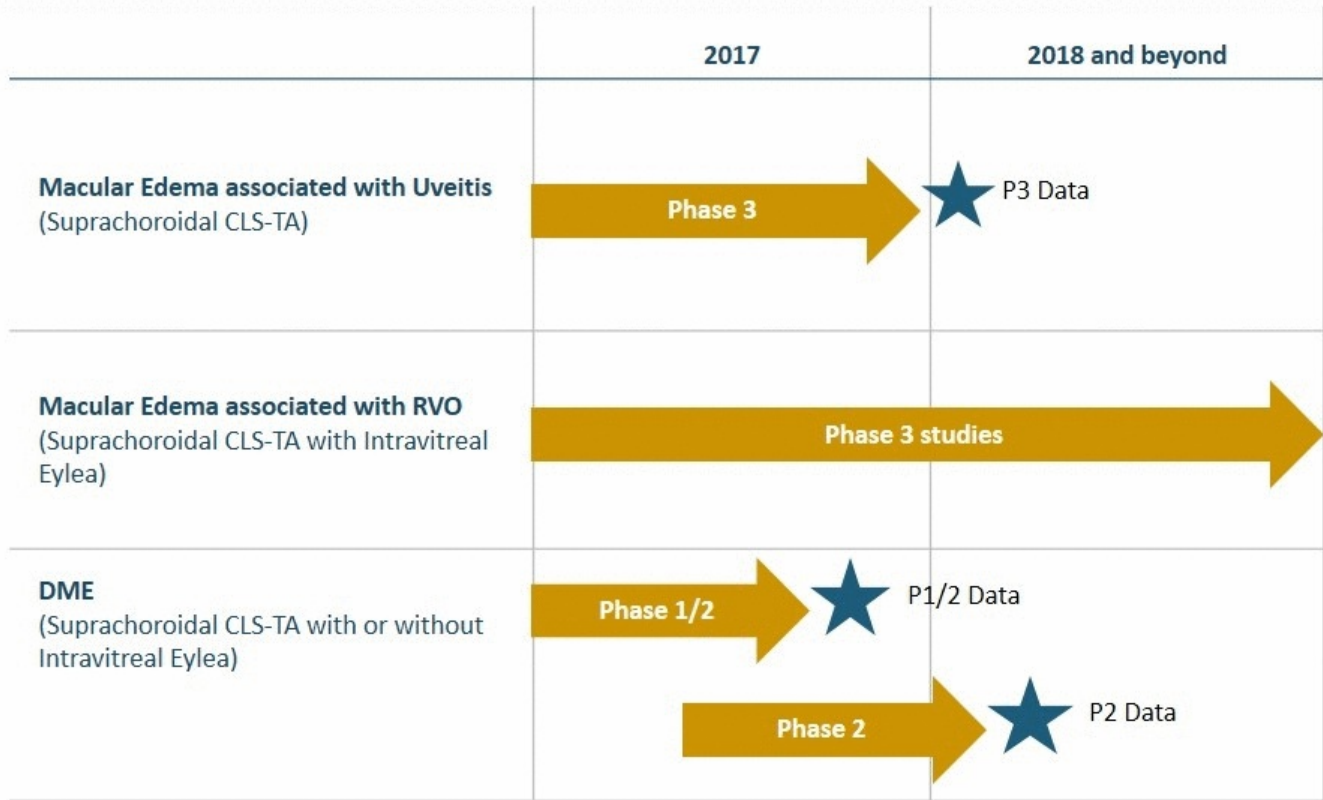 2017
2018 and beyond
Macular Edema associated with Uveitis
(Suprachoroidal CLS-TA)
Phase 3
P3 Data
Macular Edema associated with RVO
(Suprachoroidal CLS-TA with Intravitreal
Eylea)
Phase 3 studies
DME
(Suprachoroidal CLS-TA with or without
Intravitreal Eylea)
Phase 1/2
P1/2 Data
Phase 2
P2 Data